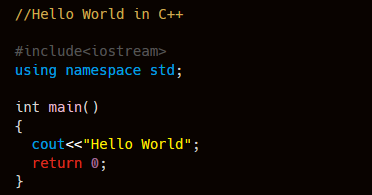 //Hello World in C++

#include<iostream>
using namespace std;

int main()
{
  cout<<"Hello World";
  return 0;
}